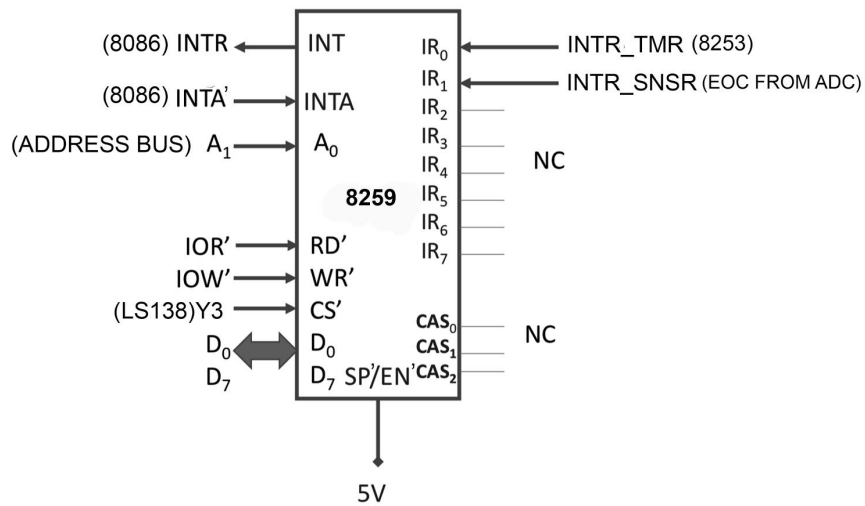 (8086) INTR
INT
IR0
INTR_TMR (8253)
IR1
INTR_SNSR (EOC FROM ADC)
(8086) INTA'
INTA
IR2
(ADDRESS BUS) A1
A0
IR3
IR4
NC
8259
IR5
IR6
IOR'
RD'
IR7
IOW'
WR'
(LS138)Y3
CS'
CAS0
NC
D0
D0
CAS1
D7
D7
SP'/EN'
CAS2
5V